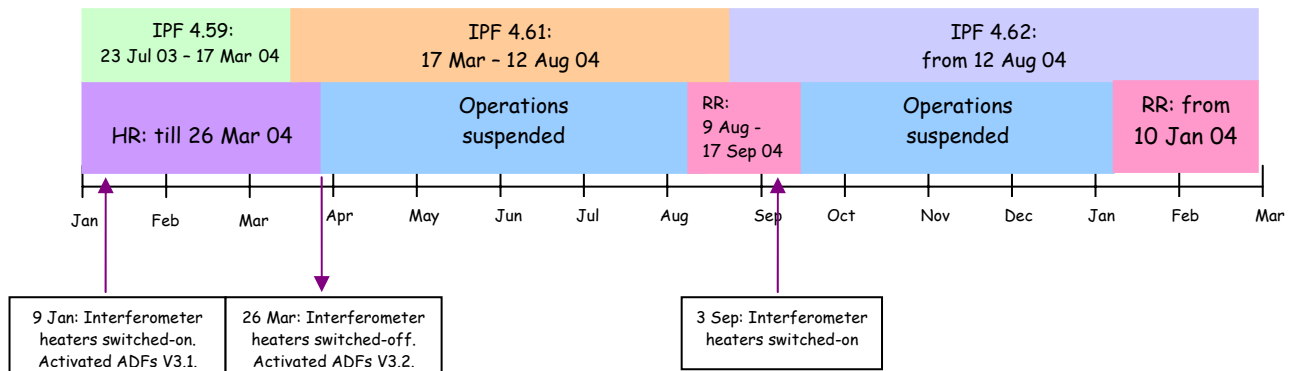 IPF 4.59:
23 Jul 03 – 17 Mar 04
IPF 4.61:
17 Mar – 12 Aug 04
IPF 4.62:
from 12 Aug 04
HR: till 26 Mar 04
Operations
suspended
RR:
9 Aug -
17 Sep 04
Operations
suspended
RR: from
10 Jan 04
Jan Feb Mar Apr May Jun Jul Aug Sep Oct Nov Dec Jan Feb Mar
9 Jan: Interferometer
heaters switched-on.
Activated ADFs V3.1.
26 Mar: Interferometer
heaters switched-off.
Activated ADFs V3.2.
3 Sep: Interferometer
heaters switched-on